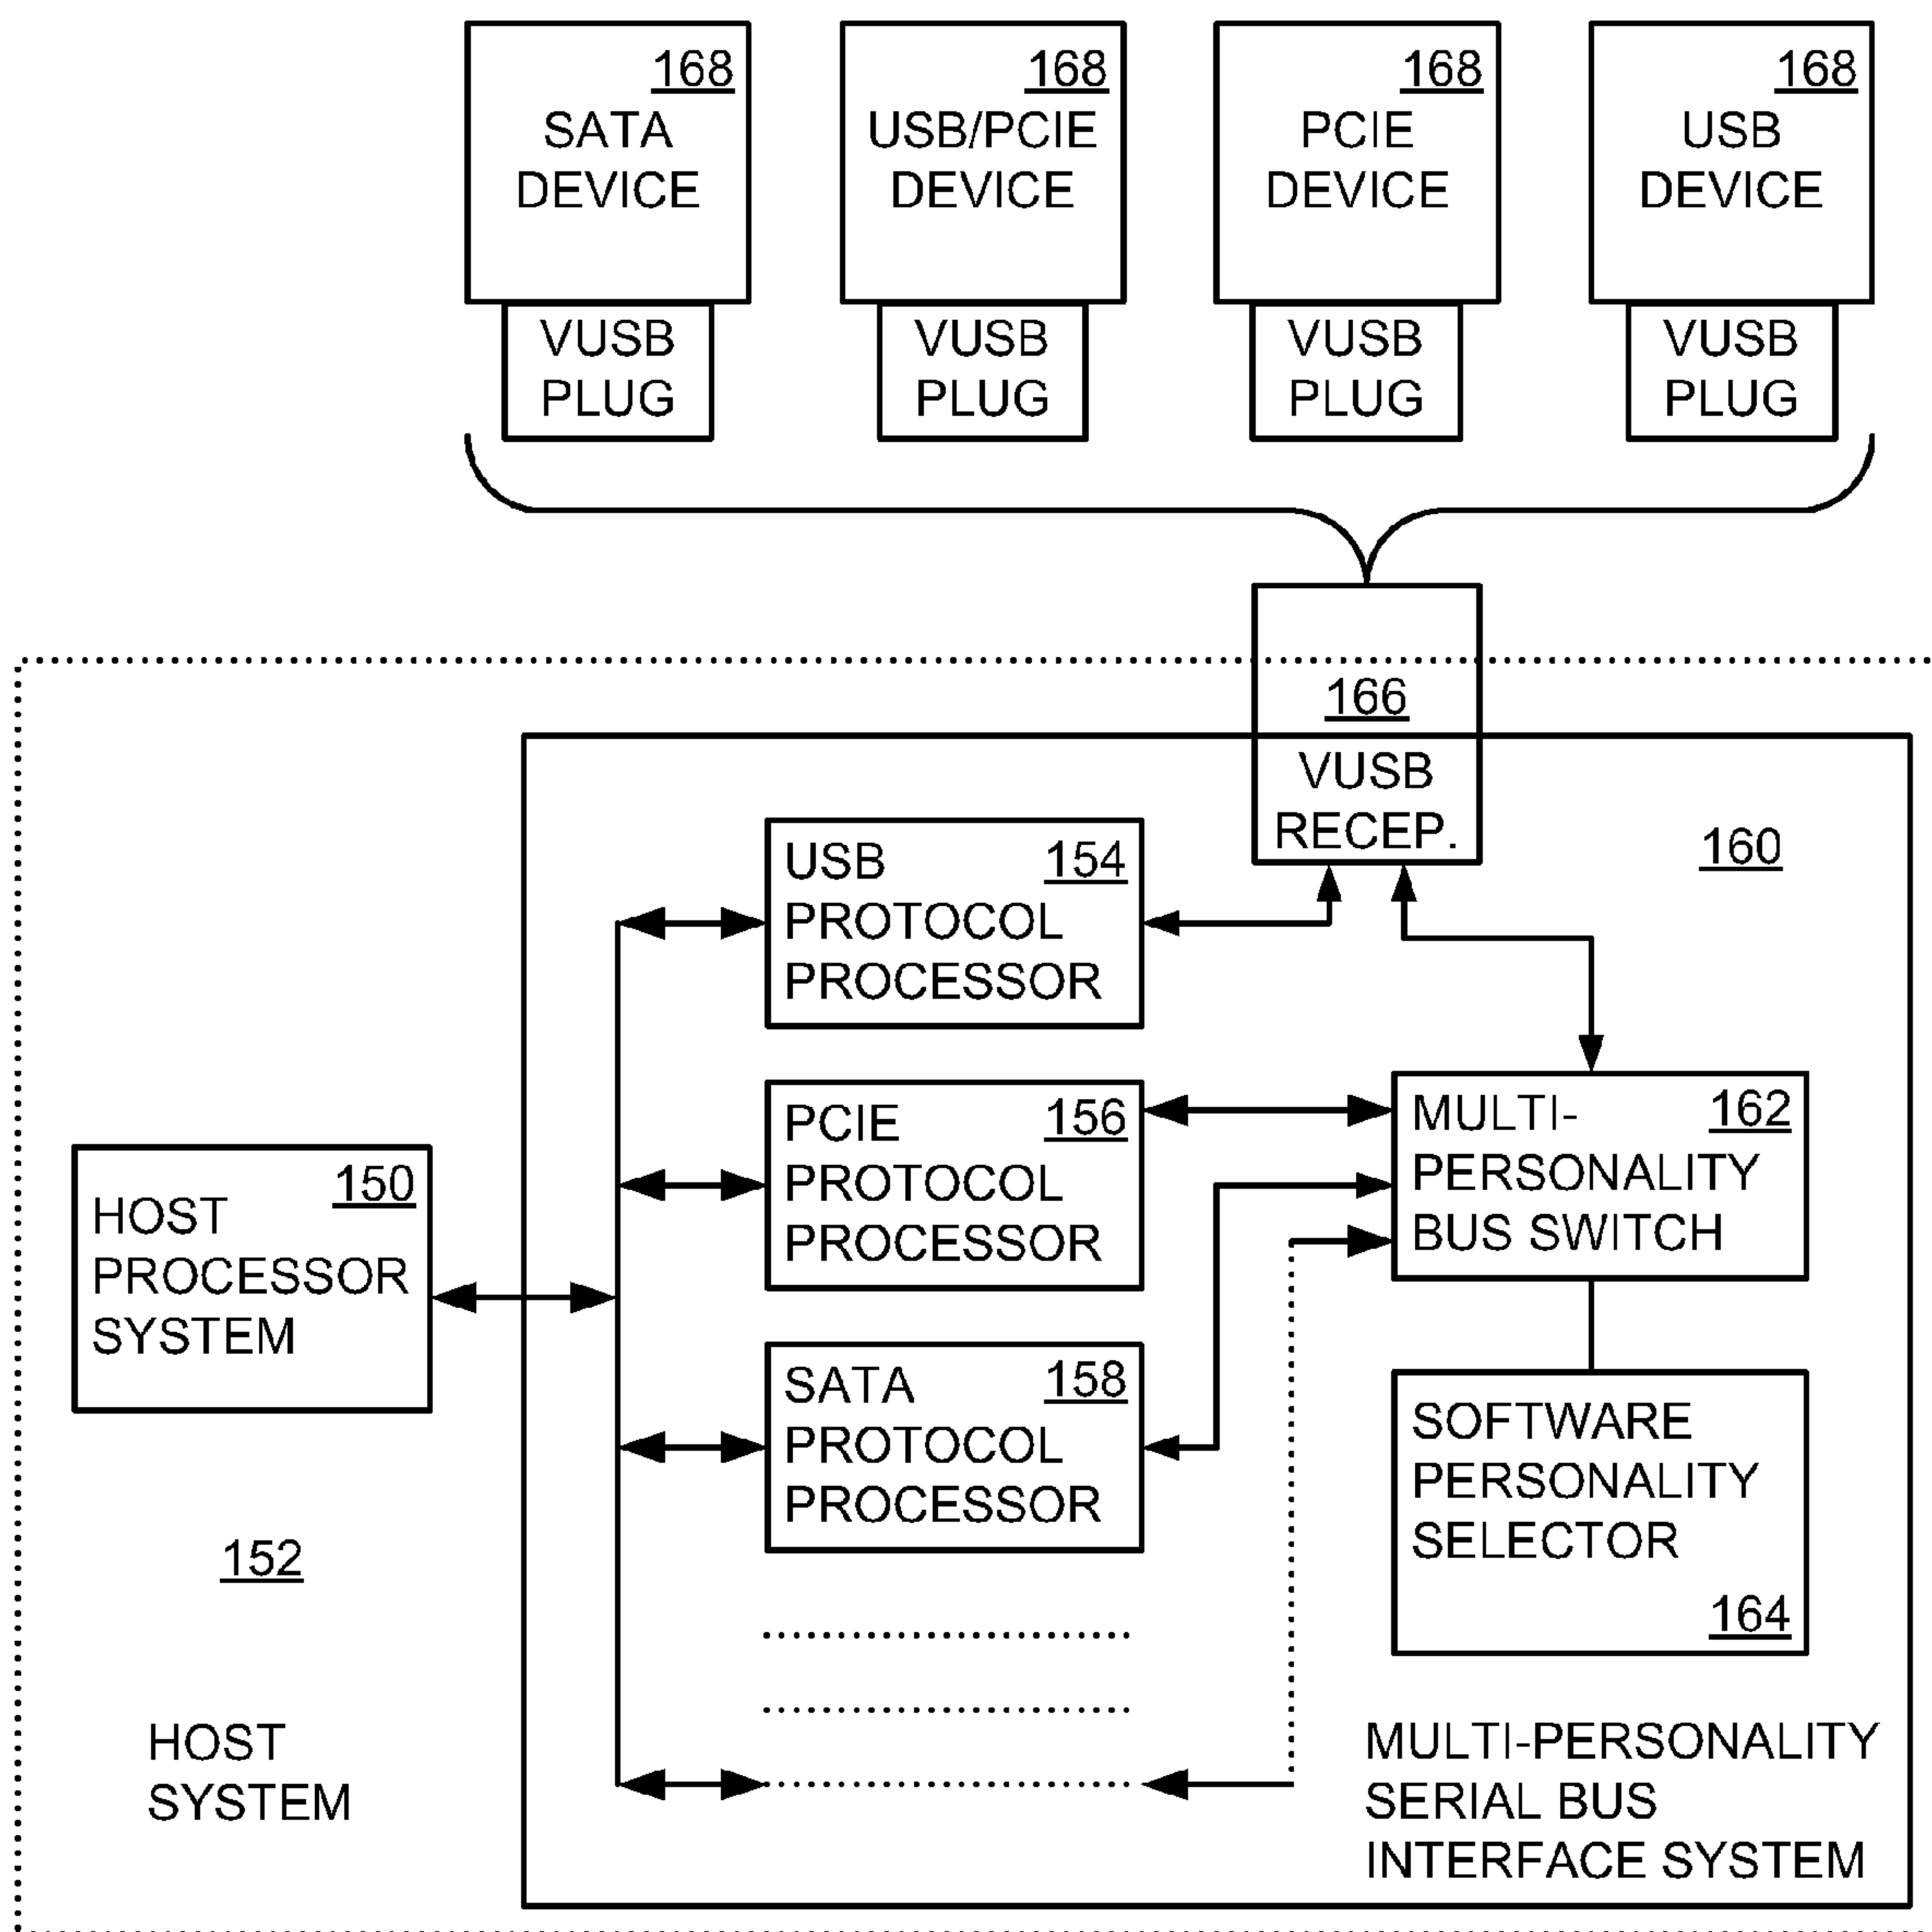 168
SATA
DEVICE
VUSB
PLUG
168
USB/PCIE
DEVICE
VUSB
PLUG
168
PCIE
DEVICE
VUSB
PLUG
168
USB
DEVICE
VUSB
PLUG
166
VUSB
RECEP.
160
USB 154
PROTOCOL
PROCESSOR
PCIE 156
PROTOCOL
PROCESSOR
MULTI- 162
PERSONALITY
BUS SWITCH
150
HOST
PROCESSOR
SYSTEM
SATA 158
PROTOCOL
PROCESSOR
SOFTWARE
PERSONALITY
SELECTOR
164
152
HOST
SYSTEM
MULTI-PERSONALITY
SERIAL BUS
INTERFACE SYSTEM